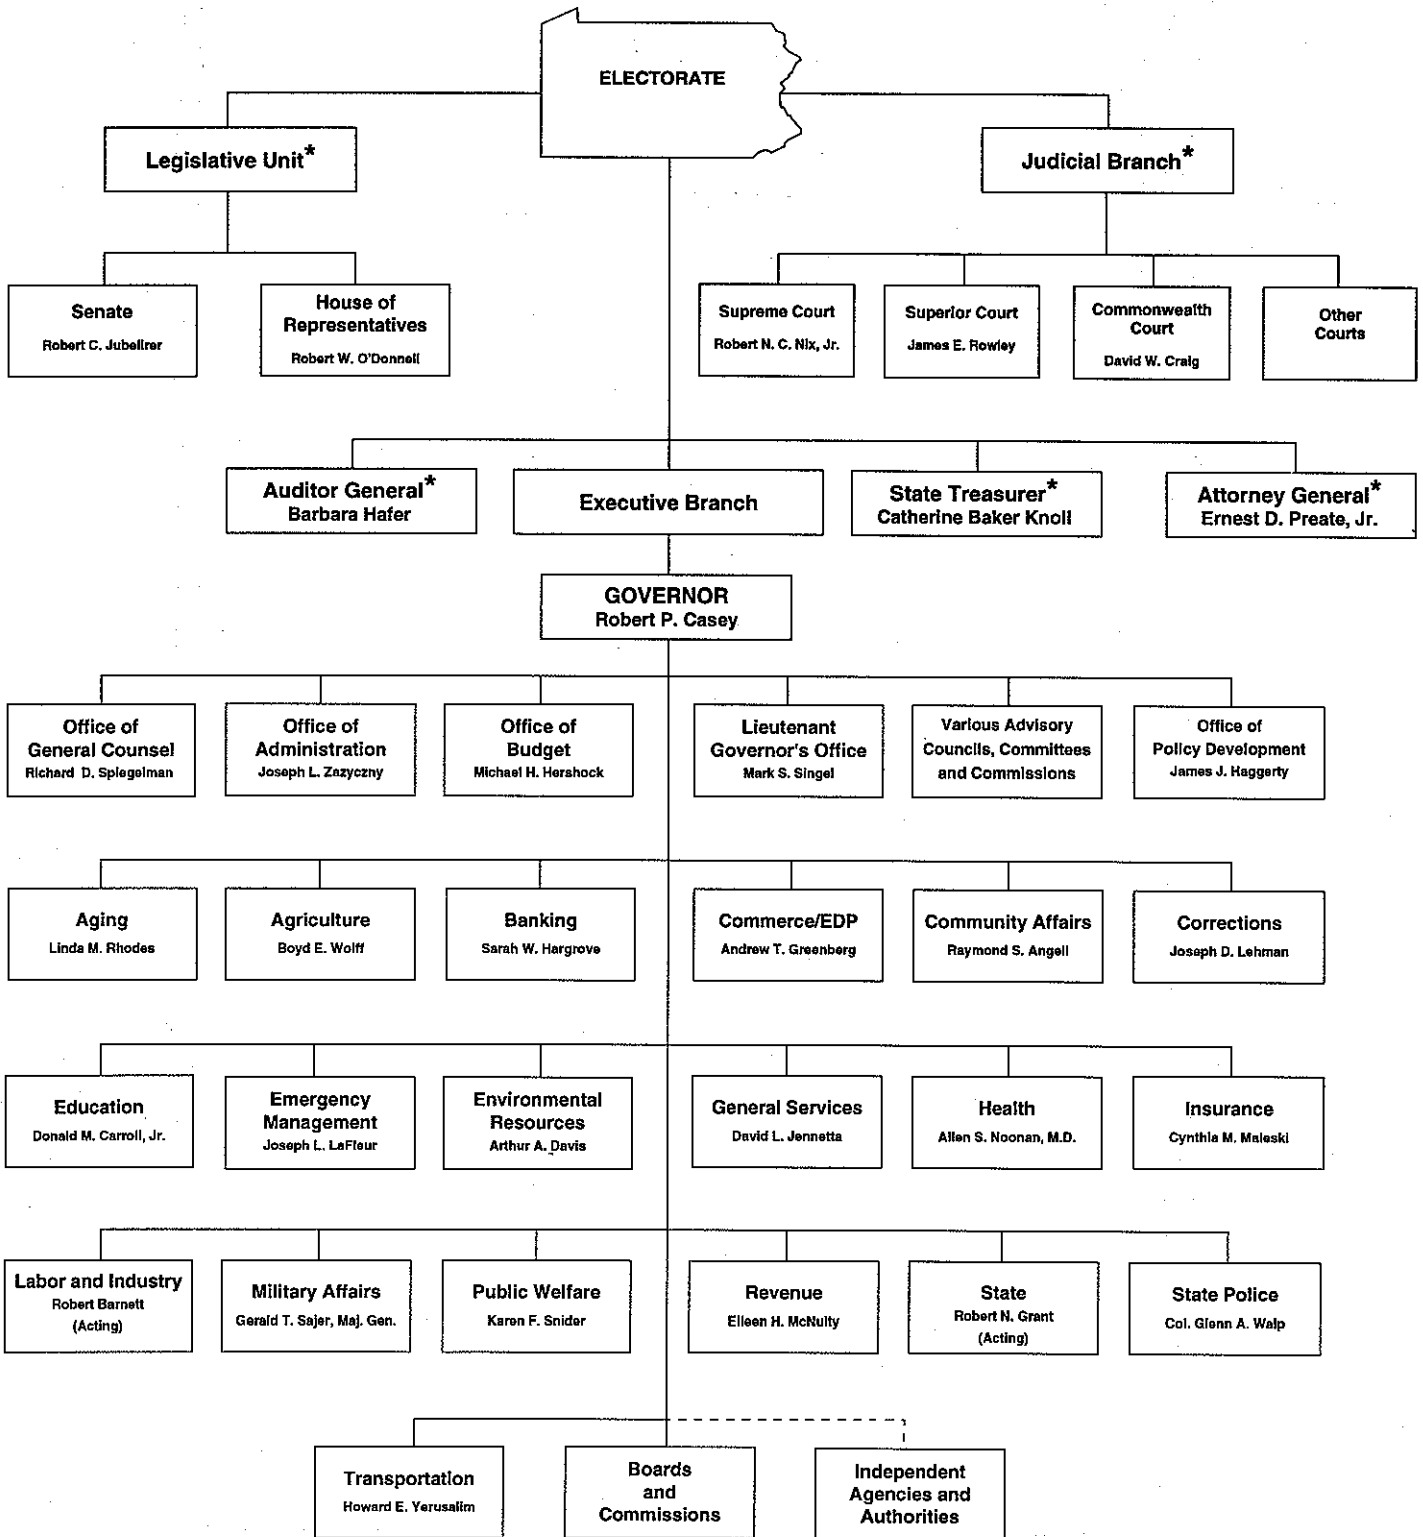 ELECTORATE
Legislative Unit*
Judicial Branch*
Senate
Robert C. Jubelirer
House of
Representatives
Robert W. O'Donnell
Supreme Court
Robert N. C. Nix, Jr.
Superior Court
James E. Rowley
Commonwealth
Court
David W. Craig
Other
Courts
Auditor General*
Barbara Hafer
Executive Branch
State Treasurer*
Catherine Baker Knoll
Attorney General*
Ernest D. Preate, Jr.
GOVERNOR
Robert P. Casey
Office of
General Counsel
Richard D. Spiegelman
Office of
Administration
Joseph L. Zazyczny
Office of
Budget
Michael H. Hershock
Lieutenant
Governor's Office
Mark S. Singel
Various Advisory
Councils, Committees
and Commissions
Office of
Policy Development
James J. Haggerty
Aging
Linda M. Rhodes
Agriculture
Boyd E. Wolff
Banking
Sarah W. Hargrove
Commerce/EDP
Andrew T. Greenberg
Community Affairs
Raymond S. Angeli
Corrections
Joseph D. Lehman
Education
Donald M. Carroll, Jr.
Emergency
Management
Joseph L. LaFleur
Environmental
Resources
Arthur A. Davis
General Services
David L. Jennetta
Health
Allen S. Noonan, M.D.
Insurance
Cynthia M. Maleski
Labor and Industry
Robert Barnett
(Acting)
Military Affairs
Gerald T. Sajer, Maj. Gen.
Public Welfare
Karen F. Snider
Revenue
Eileen H. McNulty
State
Robert N. Grant
(Acting)
State Police
Col. Glenn A. Walp
Transportation
Howard E. Yerusalim
Boards
and
Commissions
Independent
Agencies and
Authorities